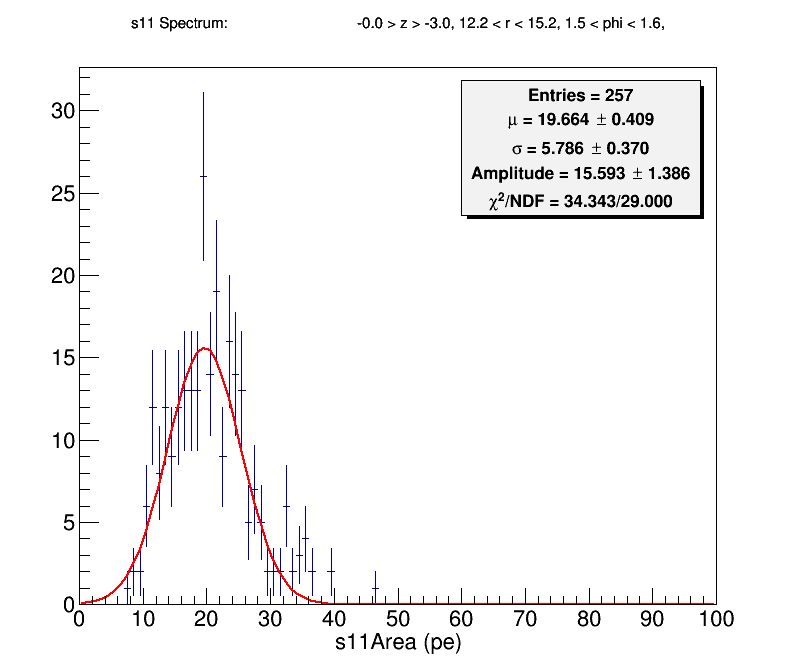 s11 Spectrum: -0.0 > z > -3.0, 12.2 < r < 15.2, 1.5 < phi < 1.6,
Entries = 257
μ = 19.664 ± 0.409
σ = 5.786 ± 0.370
Amplitude = 15.593 ± 1.386
χ²/NDF = 34.343/29.000
30
25
20
15
10
5
0
0 10 20 30 40 50 60 70 80 90 100
s11Area (pe)